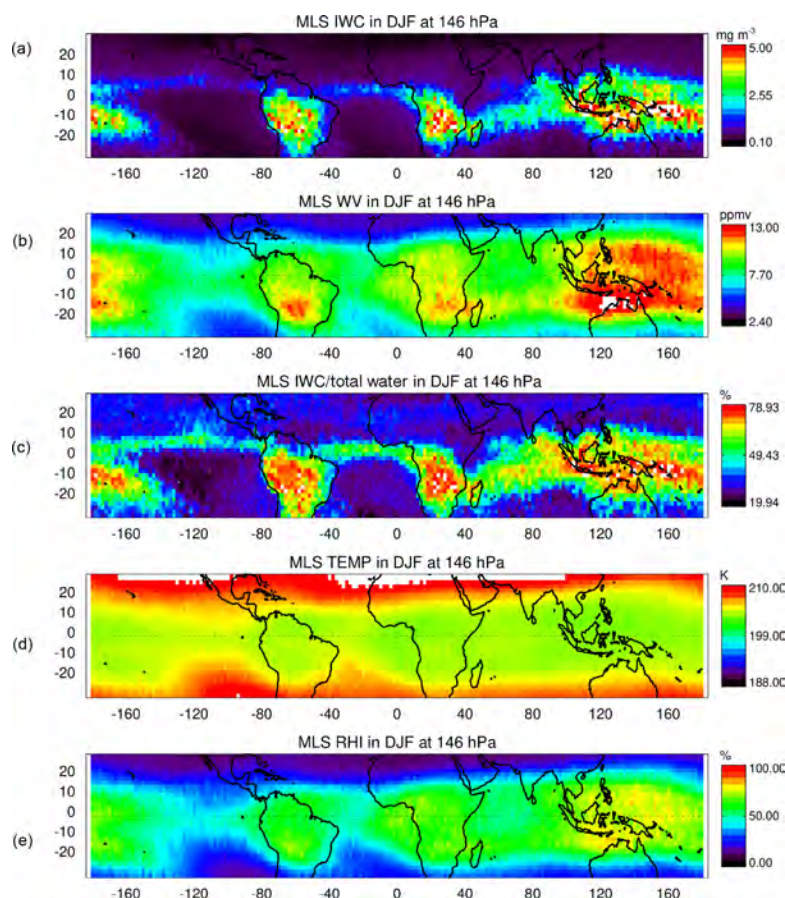 MLS IWC in DJF at 146 hPa
(a)
mg m⁻³
20
10
0
-10
-20
5.00
2.55
0.10
-160 -120 -80 -40 0 40 80 120 160
MLS WV in DJF at 146 hPa
(b)
ppmv
20
10
0
-10
-20
13.00
7.70
2.40
-160 -120 -80 -40 0 40 80 120 160
MLS IWC/total water in DJF at 146 hPa
(c)
%
20
10
0
-10
-20
78.93
49.43
19.94
-160 -120 -80 -40 0 40 80 120 160
MLS TEMP in DJF at 146 hPa
(d)
K
20
10
0
-10
-20
210.00
199.00
188.00
-160 -120 -80 -40 0 40 80 120 160
MLS RHI in DJF at 146 hPa
(e)
%
20
10
0
-10
-20
100.00
50.00
0.00
-160 -120 -80 -40 0 40 80 120 160